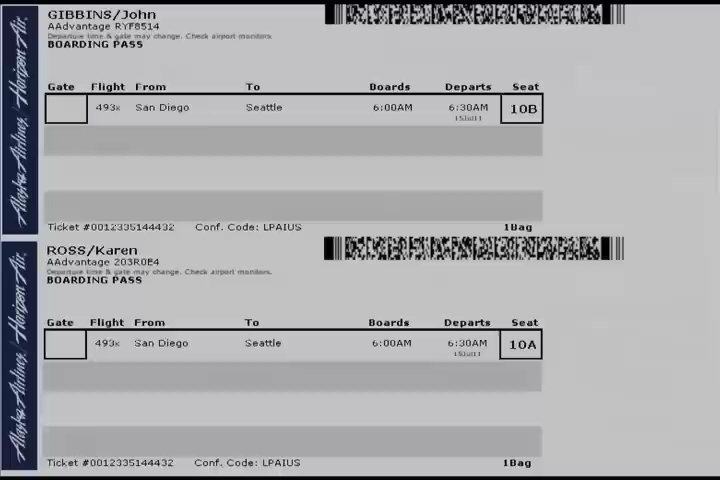 GIBBINS/John
AAdvantage RYF8514
Departure time & gate may change. Check airport monitors.
BOARDING PASS
Gate Flight From To Boards Departs Seat
493K San Diego Seattle 6:00AM 6:30AM 10B
Ticket #0012335144432 Conf. Code: LPAIUS 1Bag
Alaska Airlines / Horizon Air.
ROSS/Karen
AAdvantage 203R0E4
Departure time & gate may change. Check airport monitors.
BOARDING PASS
Gate Flight From To Boards Departs Seat
493K San Diego Seattle 6:00AM 6:30AM 10A
Ticket #0012335144432 Conf. Code: LPAIUS 1Bag
Alaska Airlines / Horizon Air.